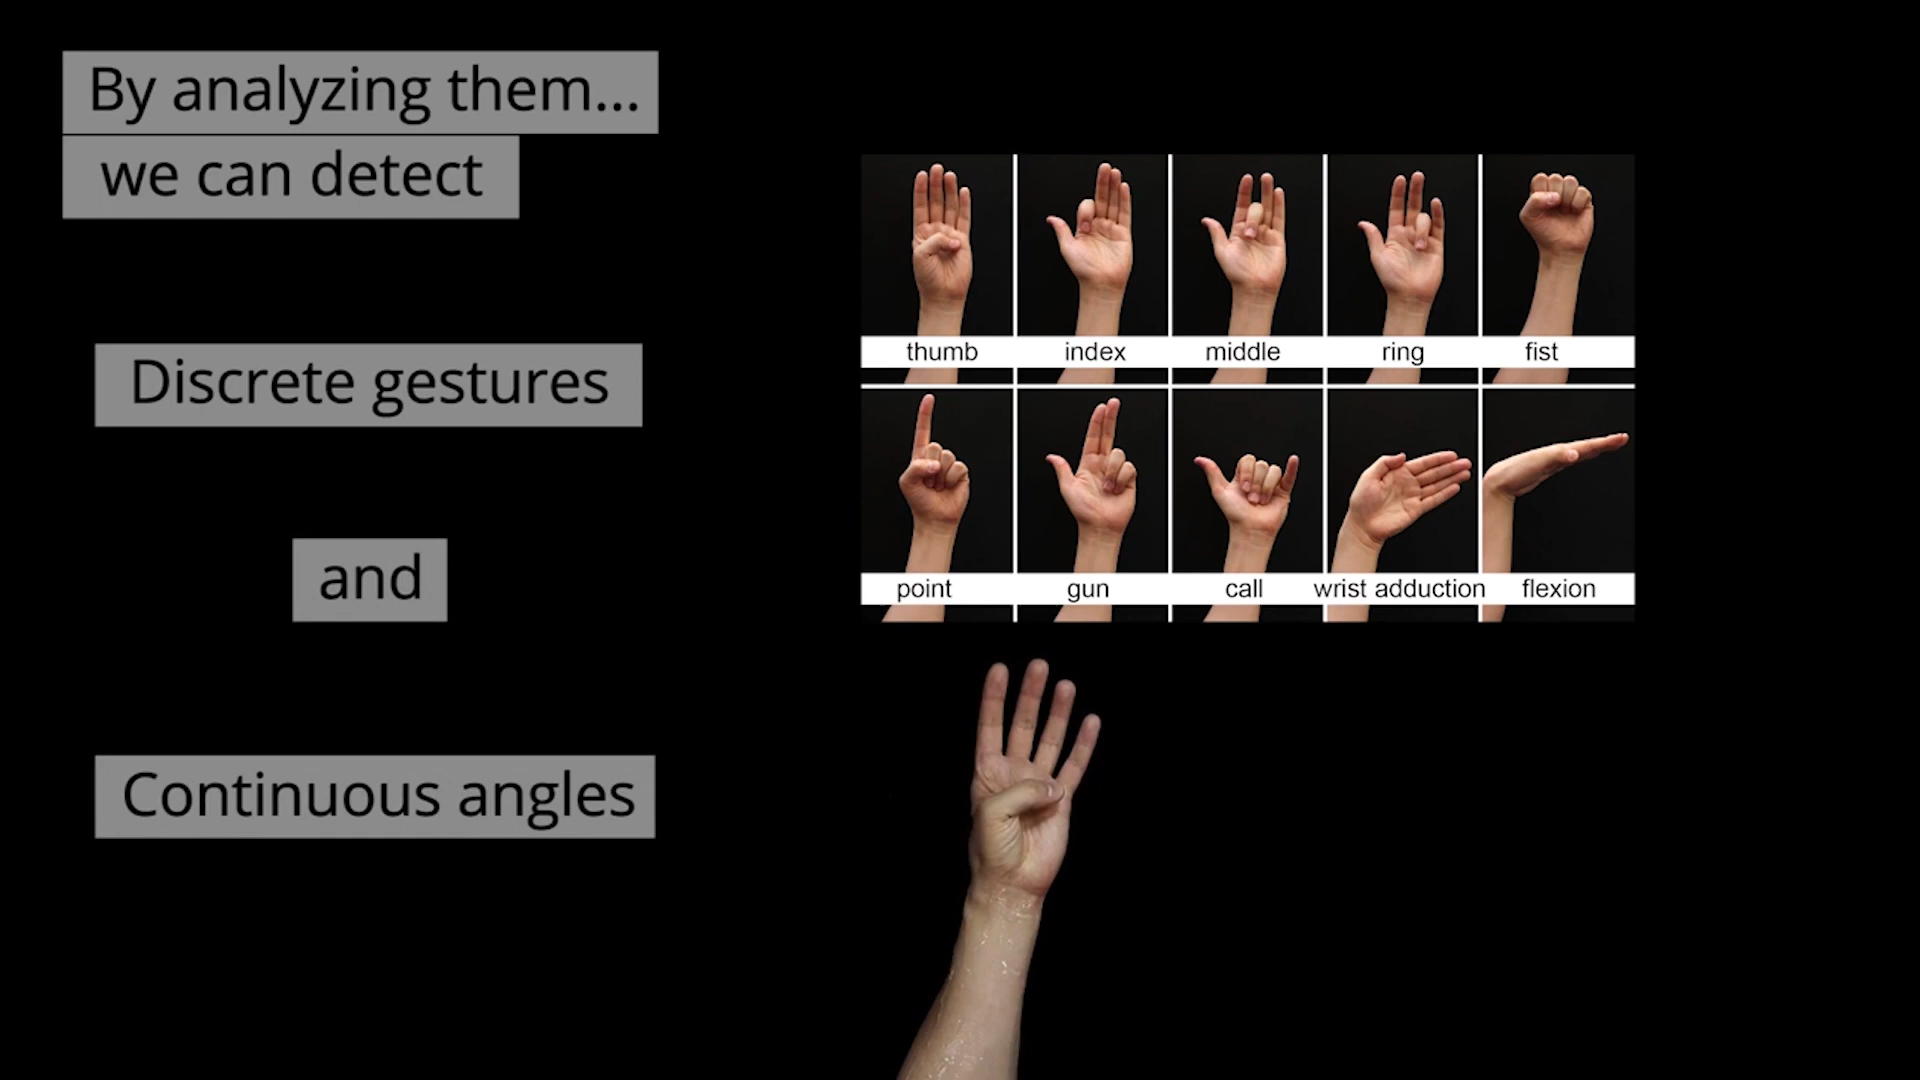 By analyzing them...
we can detect
Discrete gestures
and
Continuous angles
thumb index middle ring fist
point gun call wrist adduction flexion